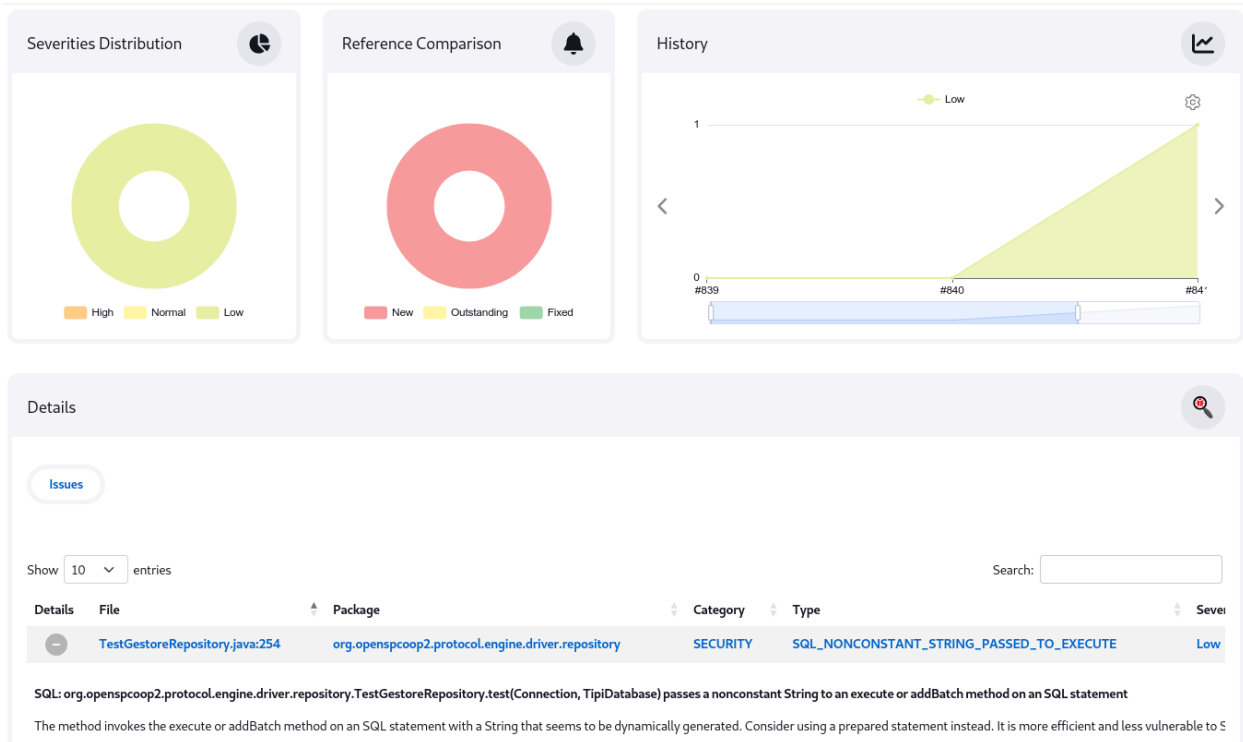 Severities Distribution
Reference Comparison
History
High Normal Low
New Outstanding Fixed
Low
1
0
#839 #840 #841
Details
Issues
Show 10 entries
Search:
Details File Package Category Type Sever
TestGestoreRepository.java:254 org.openspcoop2.protocol.engine.driver.repository SECURITY SQL_NONCONSTANT_STRING_PASSED_TO_EXECUTE Low
SQL: org.openspcoop2.protocol.engine.driver.repository.TestGestoreRepository.test(Connection, TipiDatabase) passes a nonconstant String to an execute or addBatch method on an SQL statement
The method invokes the execute or addBatch method on an SQL statement with a String that seems to be dynamically generated. Consider using a prepared statement instead. It is more efficient and less vulnerable to S